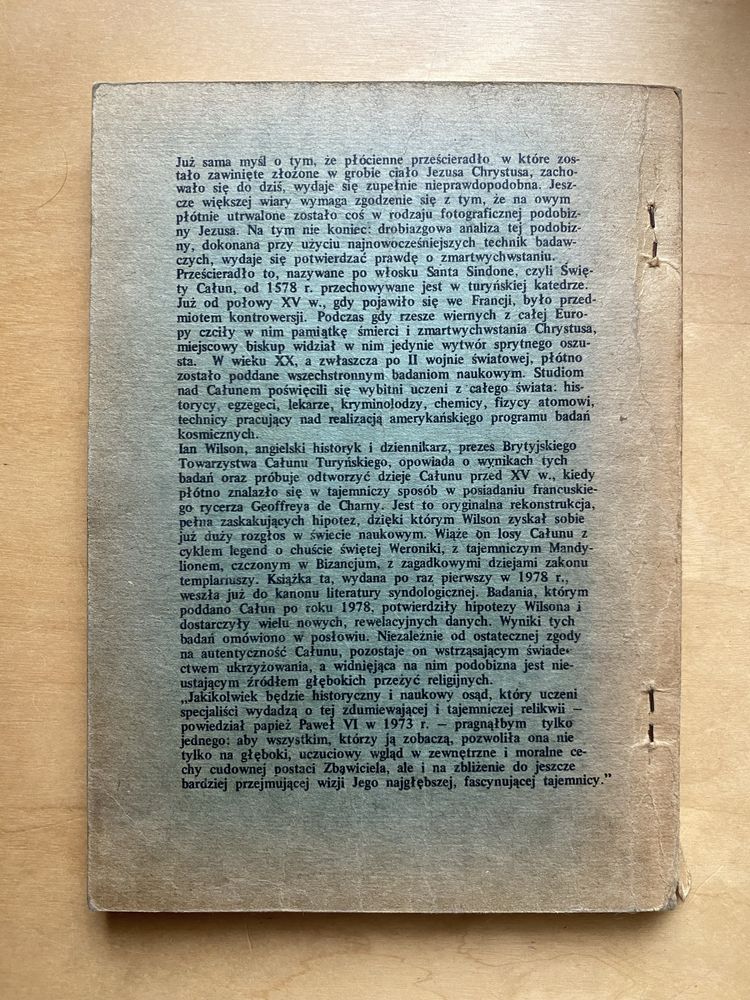 Już sama myśl o tym, że płócienne prześcieradło, w które zos-
tało zawinięte złożone w grobie ciało Jezusa Chrystusa, zacho-
wało się do dziś, wydaje się zupełnie nieprawdopodobna. Jesz-
cze większej wiary wymaga zgodzenie się z tym, że na owym
płótnie utrwalone zostało coś w rodzaju fotograficznej podobiz-
ny Jezusa. Na tym nie koniec: drobiazgowa analiza tej podobiz-
ny, dokonana przy użyciu najnowocześniejszych technik badaw-
czych, wydaje się potwierdzać prawdę o zmartwychwstaniu.
Prześcieradło to, nazywane po włosku Santa Sindone, czyli Świę-
ty Całun, od 1578 r. przechowywane jest w turyńskiej katedrze.
Już od połowy XV w., gdy pojawiło się we Francji, było przed-
miotem kontrowersji. Podczas gdy rzesze wiernych z całej Euro-
py czciły w nim pamiątkę śmierci i zmartwychwstania Chrystusa,
miejscowy biskup widział w nim jedynie wytwór sprytnego oszu-
sta. W wieku XX, a zwłaszcza po II wojnie światowej, płótno
zostało poddane wszechstronnym badaniom naukowym. Studiom
nad Całunem poświęcili się wybitni uczeni z całego świata: his-
torycy, egzegeci, lekarze, kryminolodzy, chemicy, fizycy atomowi,
technicy pracujący nad realizacją amerykańskiego programu badań
kosmicznych.
Ian Wilson, angielski historyk i dziennikarz, prezes Brytyjskiego
Towarzystwa Całunu Turyńskiego, opowiada o wynikach tych
badań oraz próbuje odtworzyć dzieje Całunu przed XV w., kiedy
płótno znalazło się w tajemniczy sposób w posiadaniu francuskie-
go rycerza Geoffreya de Charny. Jest to oryginalna rekonstrukcja,
pełna zaskakujących hipotez, dzięki którym Wilson zyskał sobie
już duży rozgłos w świecie naukowym. Wiąże on losy Całunu z
cyklem legend o chuście świętej Weroniki, z tajemniczym Mandy-
lionem, czczonym w Bizancjum, z zagadkowymi dziejami zakonu
templariuszy. Książka ta, wydana po raz pierwszy w 1978 r.,
weszła już do kanonu literatury syndologicznej. Badania, którym
poddano Całun po roku 1978, potwierdziły hipotezy Wilsona i
dostarczyły wielu nowych, rewelacyjnych danych. Wyniki tych
badań omówiono w posłowiu. Niezależnie od ostatecznej zgody
na autentyczność Całunu, pozostaje on wstrząsającym świade-
ctwem ukrzyżowania, a widniejąca na nim podobizna jest nie-
ustającym źródłem głębokich przeżyć religijnych.
„Jakikolwiek będzie historyczny i naukowy osąd, który uczeni
specjaliści wydadzą o tej zdumiewającej i tajemniczej relikwii –
powiedział papież Paweł VI w 1973 r. – pragnąłbym tylko
jednego: aby wszystkim, którzy ją zobaczą, pozwoliła ona nie
tylko na głęboki, uczuciowy wgląd w zewnętrzne i moralne ce-
chy cudownej postaci Zbawiciela, ale i na zbliżenie do jeszcze
bardziej przejmującej wizji Jego najgłębszej, fascynującej tajemnicy.”